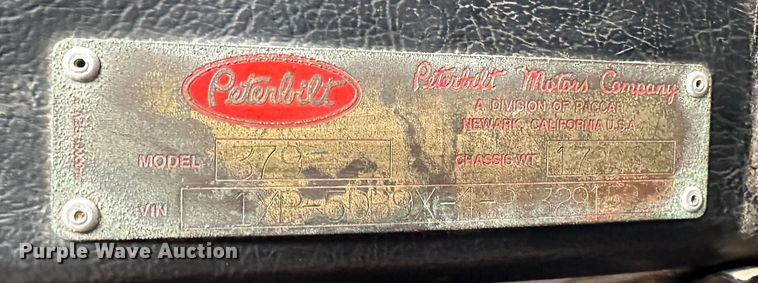 Peterbilt
Peterbilt Motors Company
A DIVISION OF PACCAR
NEWARK, CALIFORNIA U.S.A.
MODEL 379
CHASSIS WT.
VIN
Purple Wave Auction